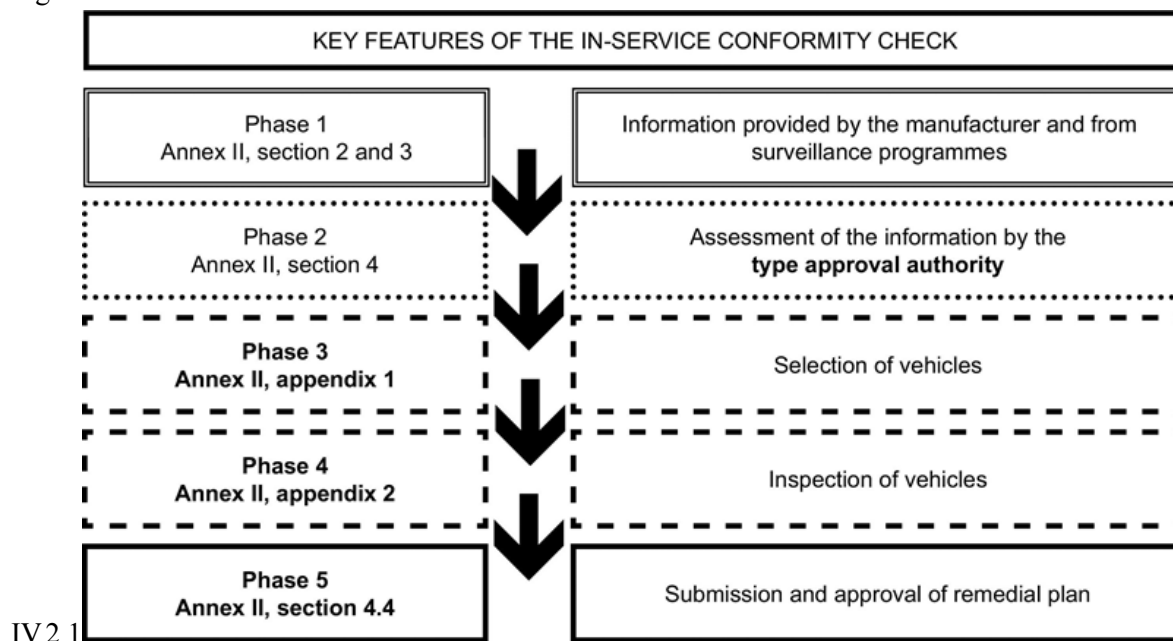 KEY FEATURES OF THE IN-SERVICE CONFORMITY CHECK
Phase 1
Annex II, section 2 and 3
Information provided by the manufacturer and from
surveillance programmes
Phase 2
Annex II, section 4
Assessment of the information by the
type approval authority
Phase 3
Annex II, appendix 1
Selection of vehicles
Phase 4
Annex II, appendix 2
Inspection of vehicles
Phase 5
Annex II, section 4.4
Submission and approval of remedial plan
IV.2.1